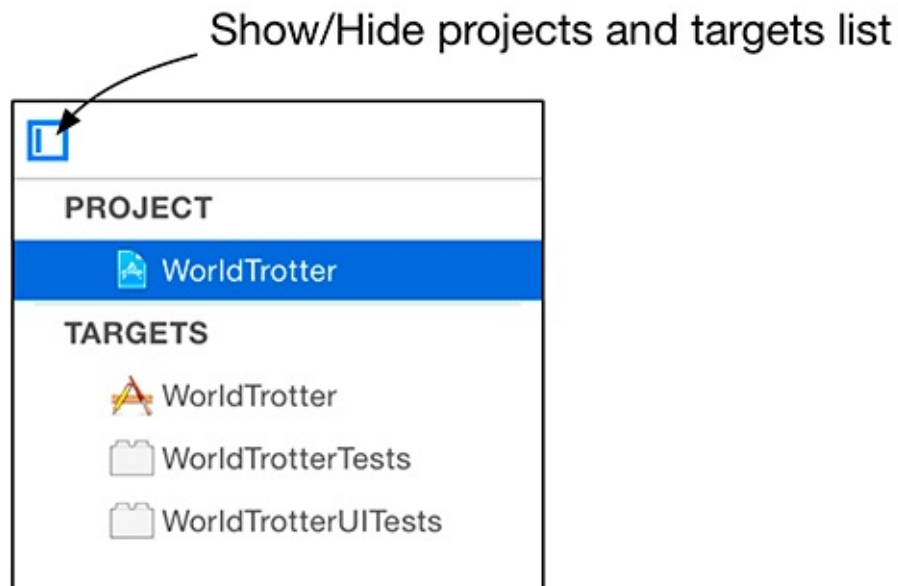 Show/Hide projects and targets list
PROJECT
WorldTrotter
TARGETS
WorldTrotter
WorldTrotterTests
WorldTrotterUITests